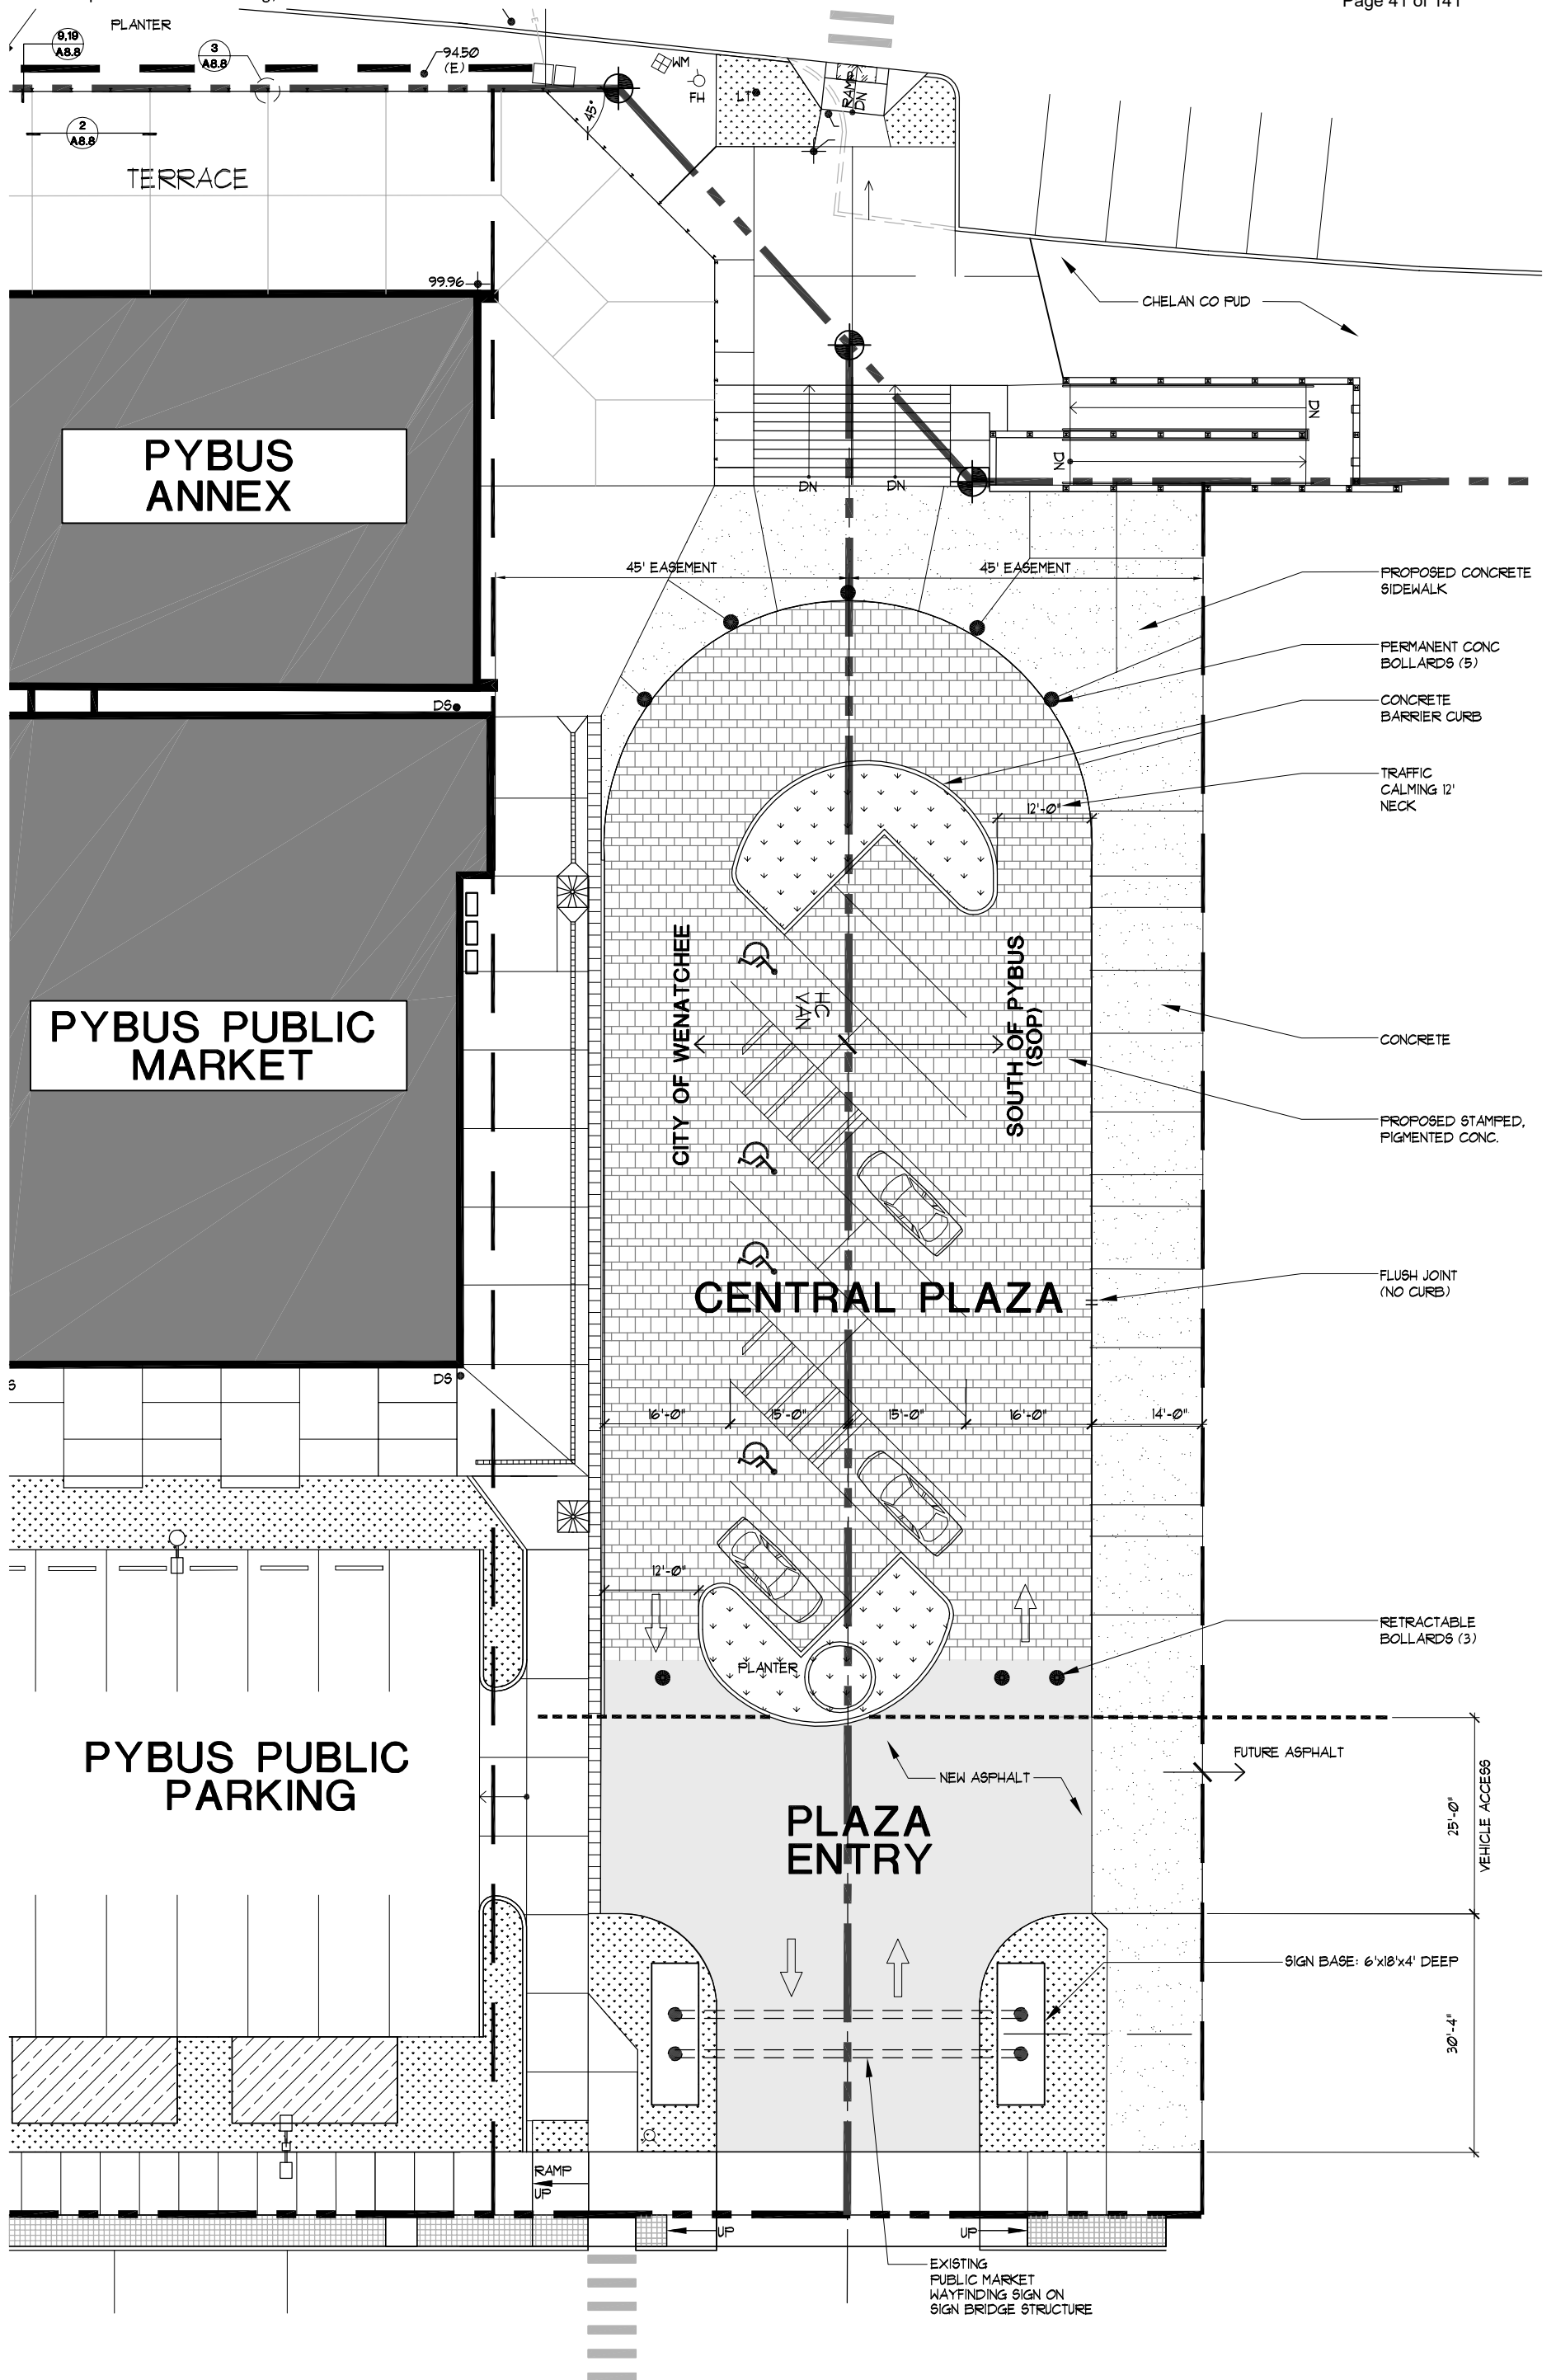 Page 41 of 141
PLANTER
9,19
A8.8
3
A8.8
94.50
(E)
WM
FH
LT
RAMP
DN
45°
2
A8.8
TERRACE
99.96
CHELAN CO PUD
DN
DN
DN
DN
PYBUS
ANNEX
45' EASEMENT
45' EASEMENT
PROPOSED CONCRETE
SIDEWALK
PERMANENT CONC
BOLLARDS (5)
CONCRETE
BARRIER CURB
DS
TRAFFIC
CALMING 12'
NECK
12'-0"
CITY OF WENATCHEE
HC
VAN
SOUTH OF PYBUS
(SOP)
PYBUS PUBLIC
MARKET
CONCRETE
PROPOSED STAMPED,
PIGMENTED CONC.
FLUSH JOINT
(NO CURB)
CENTRAL PLAZA
DS
S
16'-0"
15'-0"
15'-0"
16'-0"
14'-0"
12'-0"
RETRACTABLE
BOLLARDS (3)
PLANTER
PYBUS PUBLIC
PARKING
FUTURE ASPHALT
NEW ASPHALT
PLAZA
ENTRY
25'-0"
VEHICLE ACCESS
SIGN BASE: 6'x18'x4' DEEP
30'-4"
RAMP
UP
UP
UP
EXISTING
PUBLIC MARKET
WAYFINDING SIGN ON
SIGN BRIDGE STRUCTURE